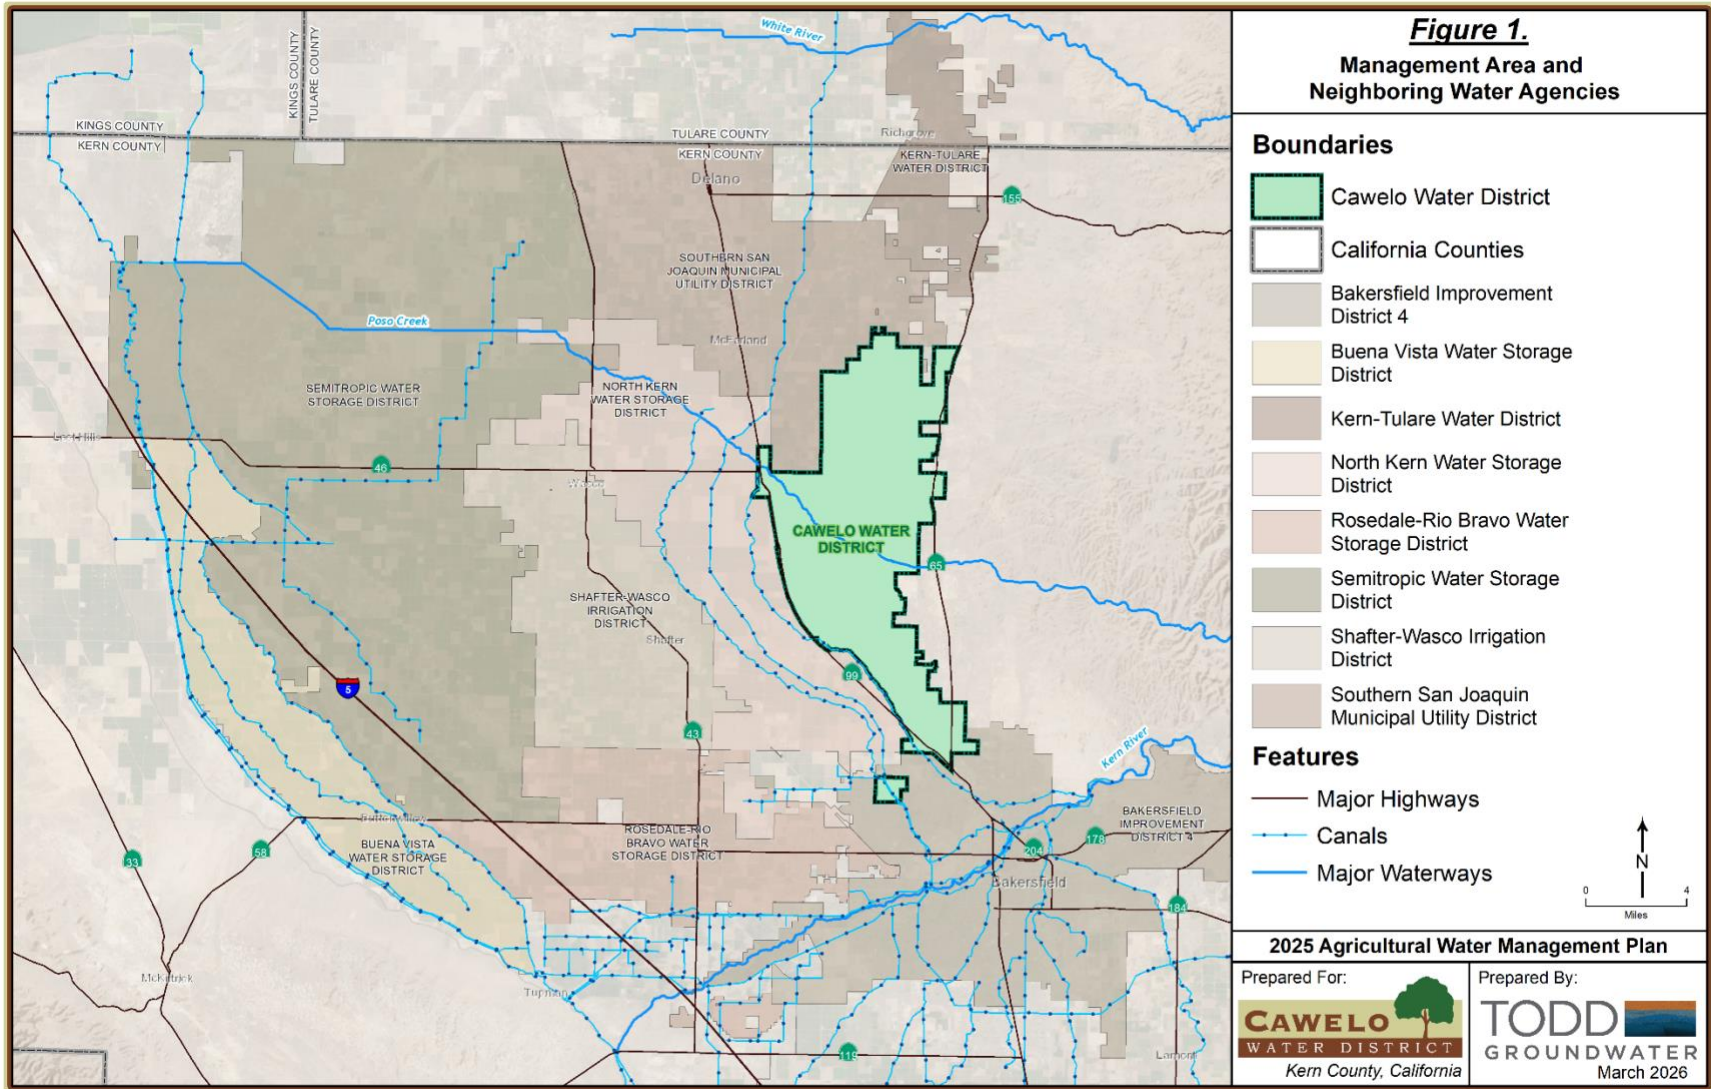 Figure 1.
Management Area and
Neighboring Water Agencies
Boundaries
Cawelo Water District
California Counties
Bakersfield Improvement
District 4
Buena Vista Water Storage
District
Kern-Tulare Water District
North Kern Water Storage
District
Rosedale-Rio Bravo Water
Storage District
Semitropic Water Storage
District
Shafter-Wasco Irrigation
District
Southern San Joaquin
Municipal Utility District
Features
Major Highways
Canals
Major Waterways
N
0 4
Miles
2025 Agricultural Water Management Plan
Prepared For:
CAWELO
WATER DISTRICT
Kern County, California
Prepared By:
TODD
GROUNDWATER
March 2026
White River
KINGS COUNTY
TULARE COUNTY
KINGS COUNTY
KERN COUNTY
TULARE COUNTY
KERN COUNTY
Richgrove
KERN-TULARE
WATER DISTRICT
Delano
155
SOUTHERN SAN
JOAQUIN MUNICIPAL
UTILITY DISTRICT
Poso Creek
McFarland
SEMITROPIC WATER
STORAGE DISTRICT
NORTH KERN
WATER STORAGE
DISTRICT
Lost Hills
46
Wasco
CAWELO WATER
DISTRICT
65
SHAFTER-WASCO
IRRIGATION
DISTRICT
Shafter
99
5
43
Kern River
Buttonwillow
BUENA VISTA
WATER STORAGE
DISTRICT
ROSEDALE-RIO
BRAVO WATER
STORAGE DISTRICT
BAKERSFIELD
IMPROVEMENT
DISTRICT 4
33
58
204
178
Bakersfield
184
McKittrick
Tupman
119
Lamont